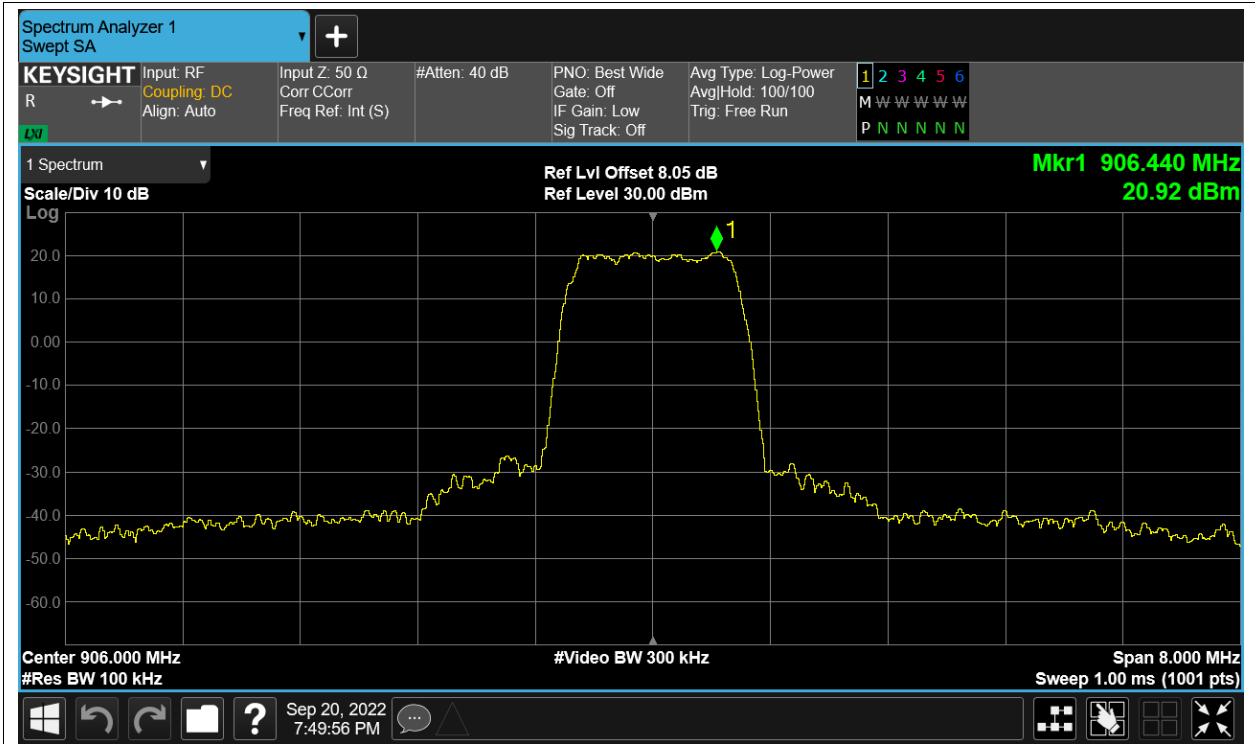 Spectrum Analyzer 1
Swept SA
KEYSIGHT
R
LXI
Input: RF
Coupling: DC
Align: Auto
Input Z: 50 Ω
Corr CCorr
Freq Ref: Int (S)
#Atten: 40 dB
PNO: Best Wide
Gate: Off
IF Gain: Low
Sig Track: Off
Avg Type: Log-Power
Avg|Hold: 100/100
Trig: Free Run
1 2 3 4 5 6
M W W W W W
P N N N N N
1 Spectrum
Scale/Div 10 dB
Log
Ref Lvl Offset 8.05 dB
Ref Level 30.00 dBm
Mkr1 906.440 MHz
20.92 dBm
1
20.0
10.0
0.00
-10.0
-20.0
-30.0
-40.0
-50.0
-60.0
Center 906.000 MHz
#Res BW 100 kHz
#Video BW 300 kHz
Span 8.000 MHz
Sweep 1.00 ms (1001 pts)
?
Sep 20, 2022
7:49:56 PM